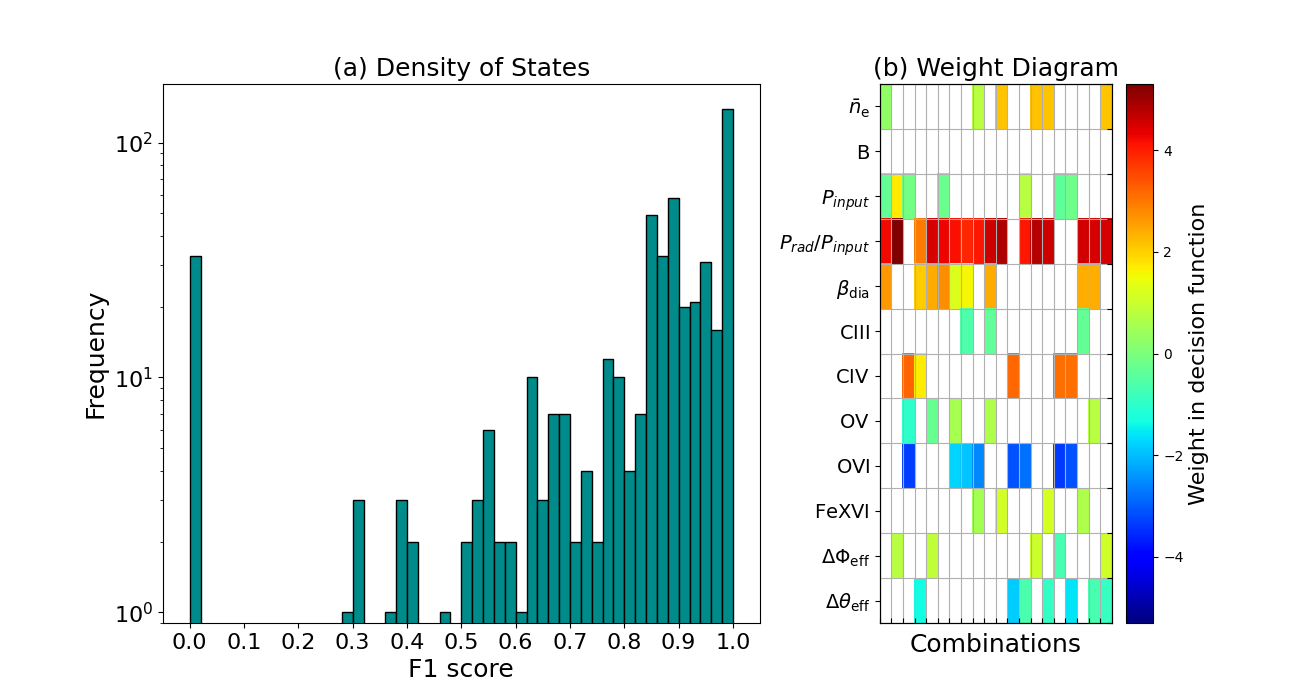 (a) Density of States
Frequency
10²
10¹
10⁰
0.0 0.1 0.2 0.3 0.4 0.5 0.6 0.7 0.8 0.9 1.0
F1 score
(b) Weight Diagram
n̄e
B
Pinput
Prad/Pinput
βdia
CIII
CIV
OV
OVI
FeXVI
ΔΦeff
Δθeff
Combinations
4
2
0
−2
−4
Weight in decision function